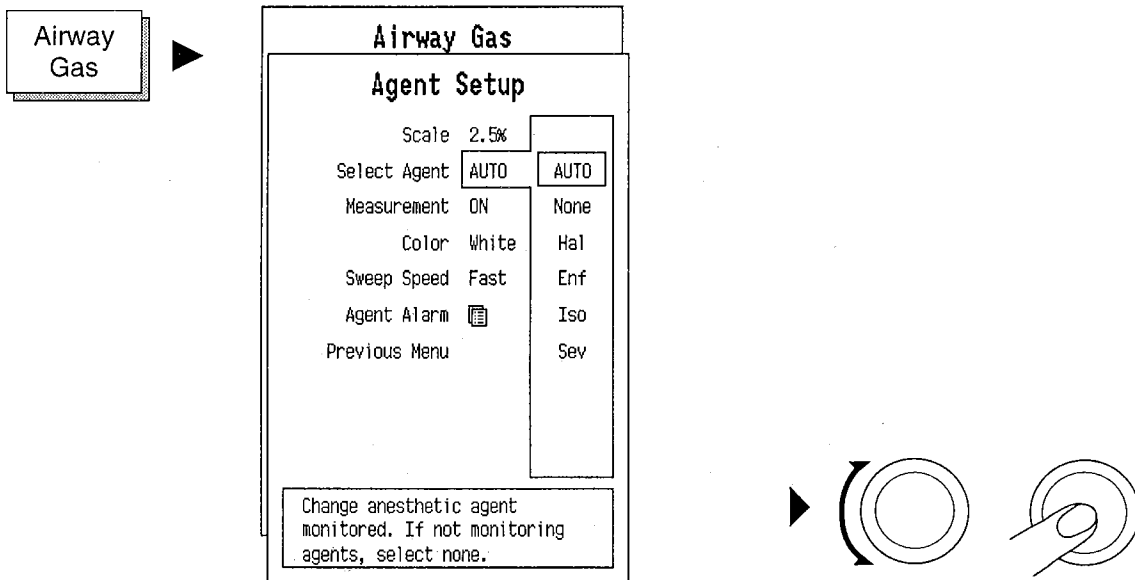 Airway
Gas
Airway Gas
Agent Setup
Scale 2.5%
Select Agent AUTO AUTO
Measurement ON None
Color White Hal
Sweep Speed Fast Enf
Agent Alarm Iso
Previous Menu Sev
Change anesthetic agent
monitored. If not monitoring
agents, select none.